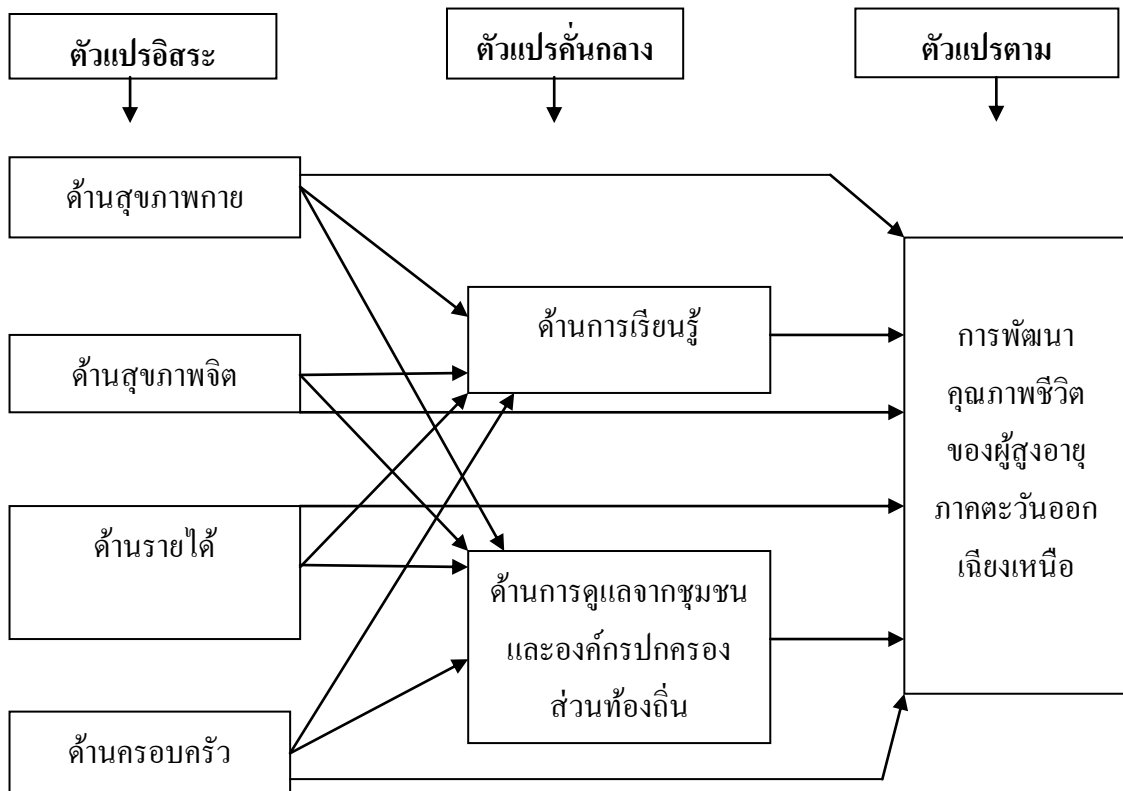 ตัวแปรอิสระ
ตัวแปรคั่นกลาง
ตัวแปรตาม
ด้านสุขภาพกาย
ด้านสุขภาพจิต
ด้านรายได้
ด้านครอบครัว
ด้านการเรียนรู้
ด้านการดูแลจากชุมชน
และองค์กรปกครอง
ส่วนท้องถิ่น
การพัฒนา
คุณภาพชีวิต
ของผู้สูงอายุ
ภาคตะวันออก
เฉียงเหนือ